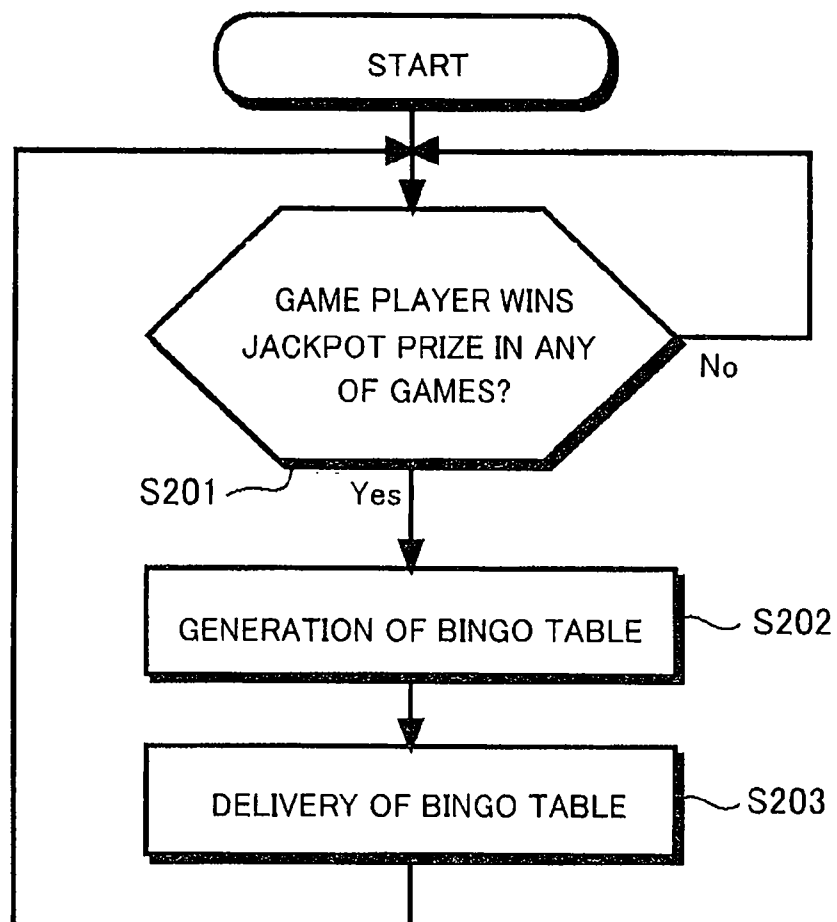 START
GAME PLAYER WINS
JACKPOT PRIZE IN ANY
OF GAMES?
No
S201
Yes
GENERATION OF BINGO TABLE
S202
DELIVERY OF BINGO TABLE
S203